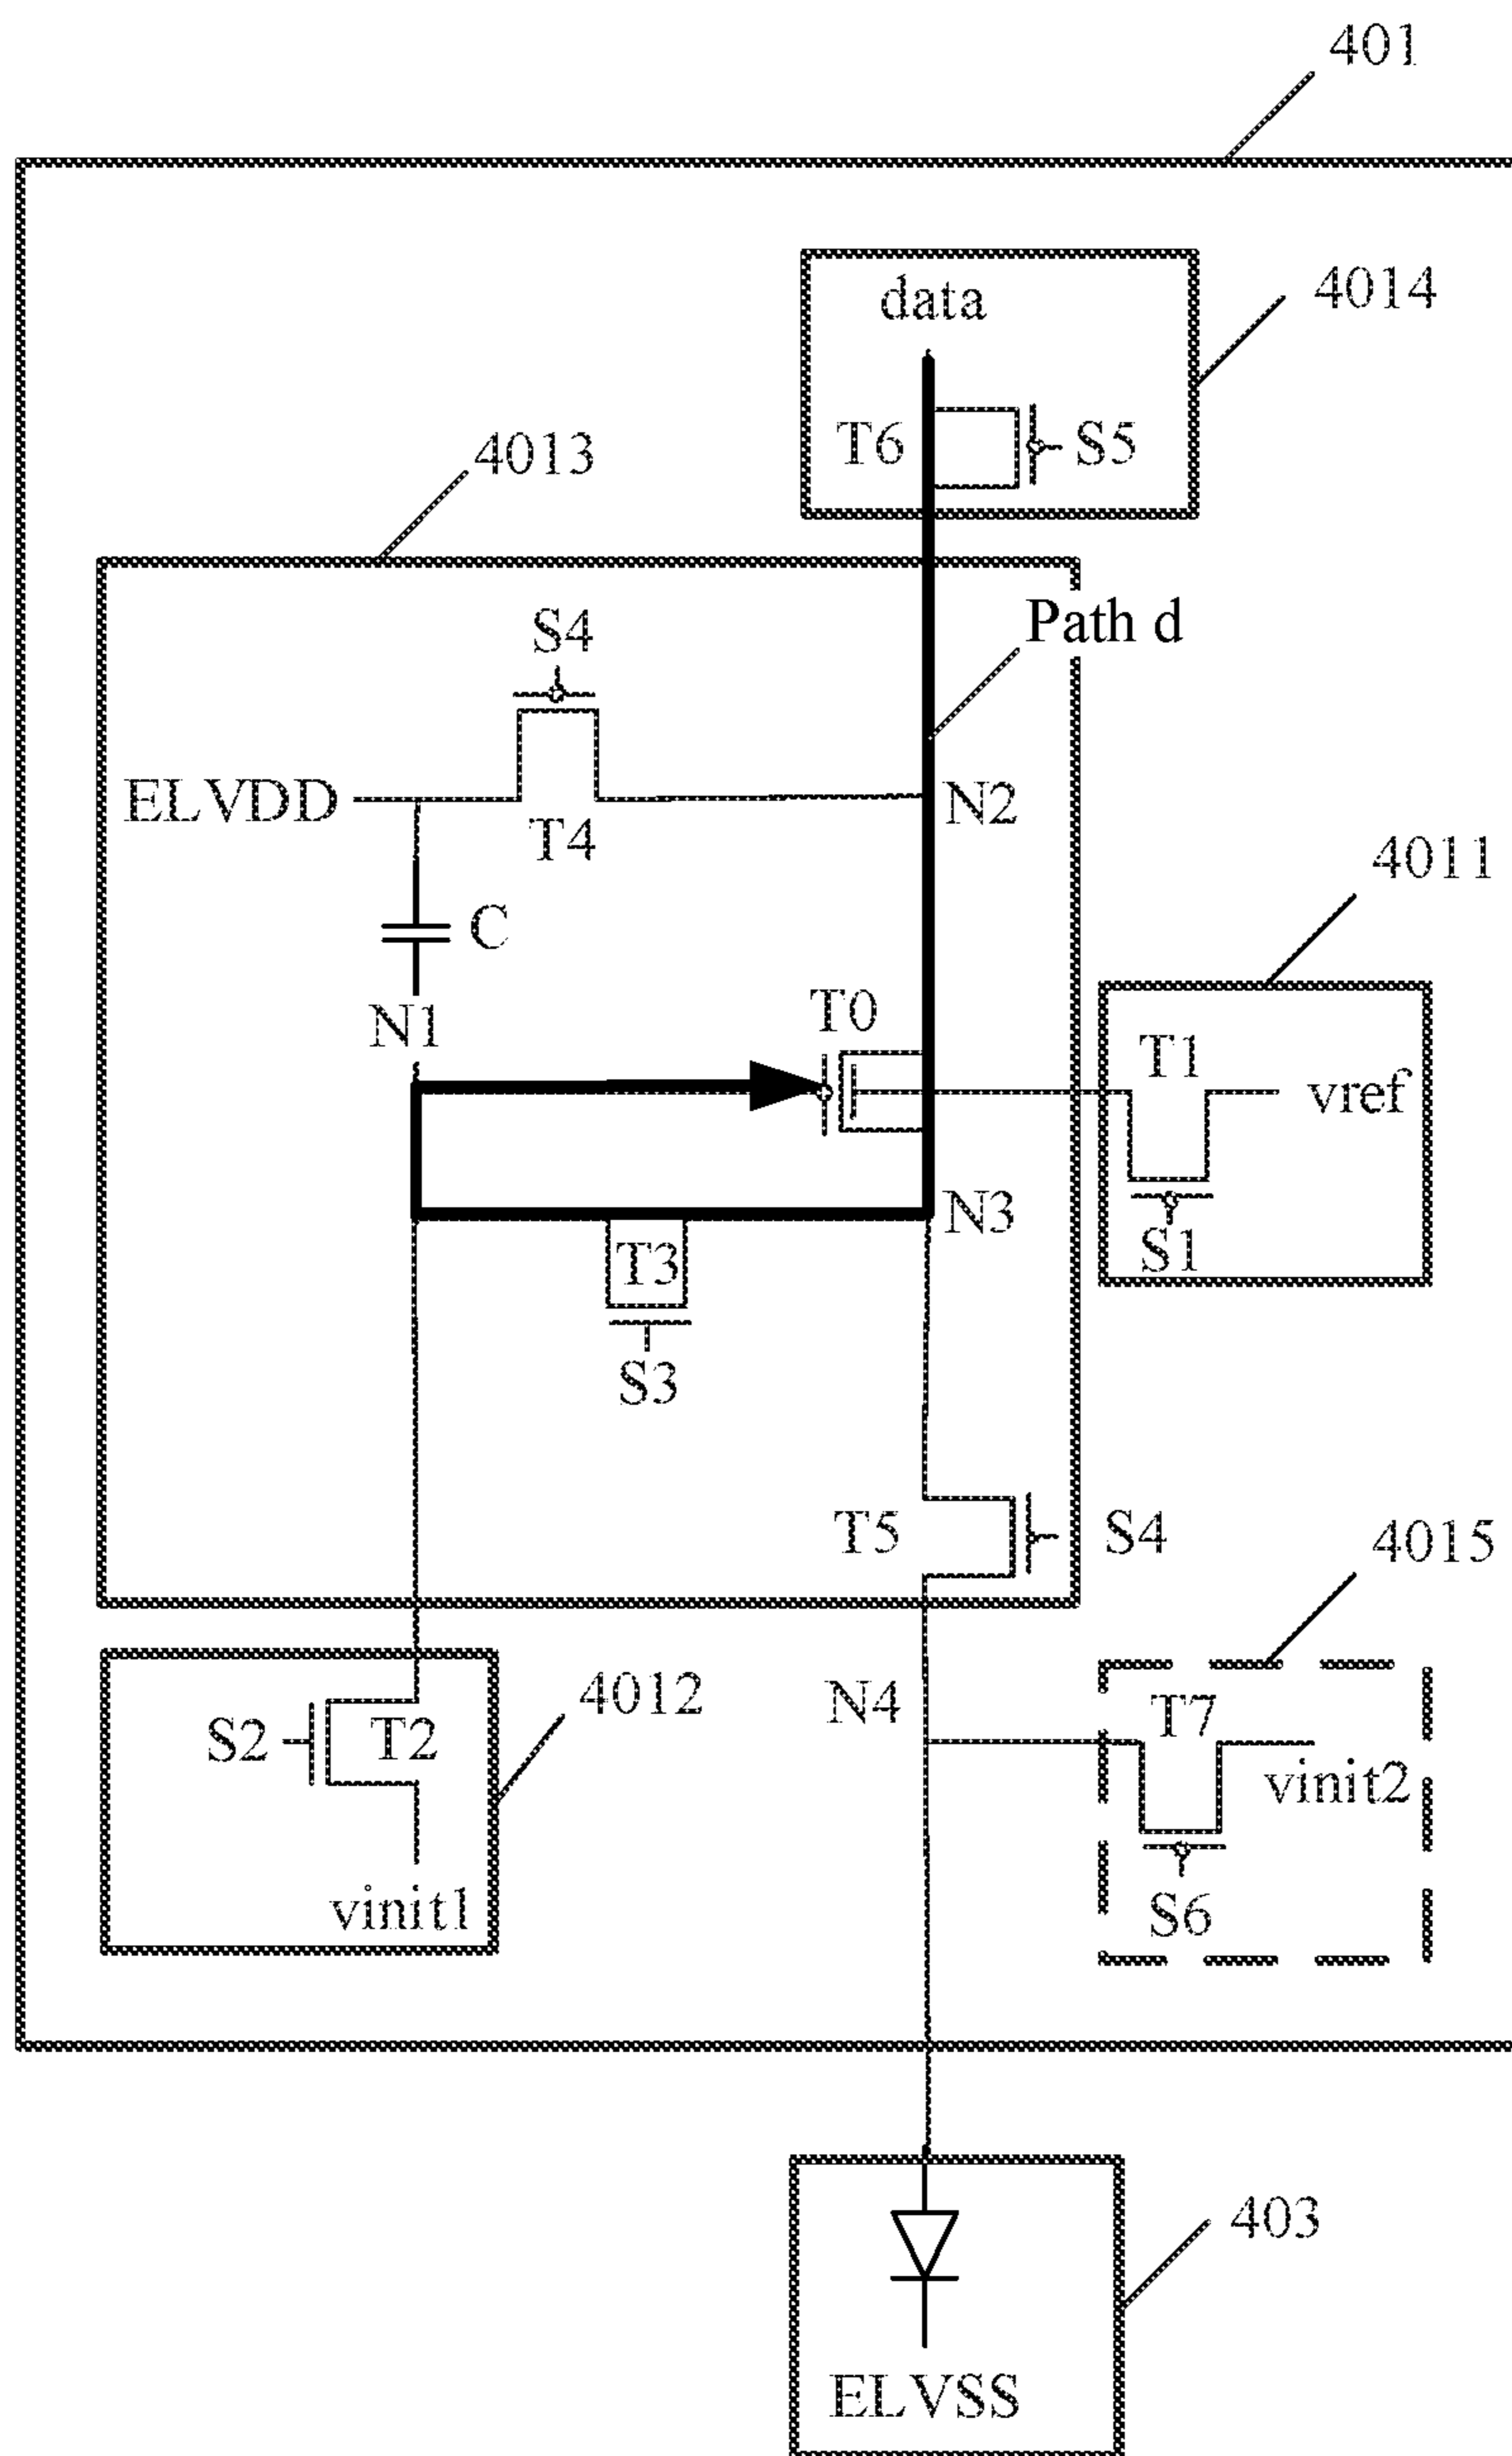 401
data
4014
T6
S5
4013
Path d
S4
ELVDD
T4
N2
4011
C
N1
T0
T1
vref
N3
T3
S1
S3
T5
S4
4015
N4
4012
T7
S2
T2
vinit2
S6
vinit1
403
ELVSS